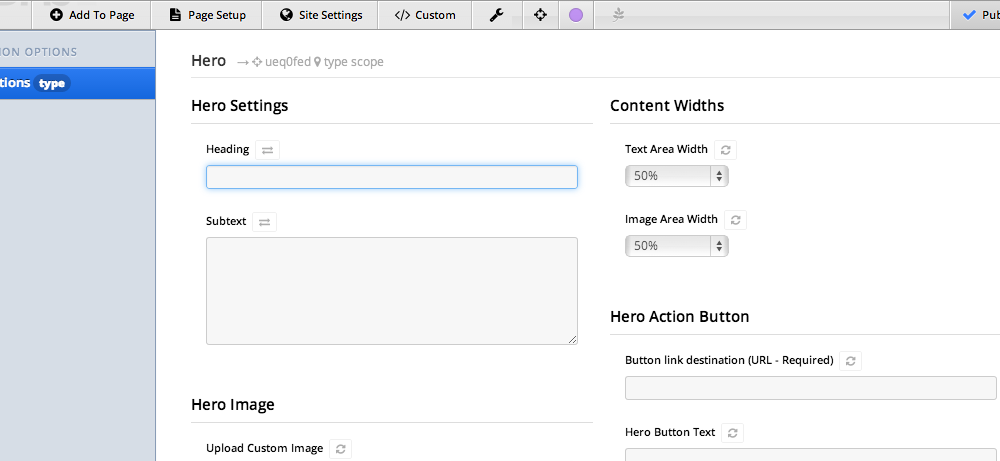 Add To Page Page Setup Site Settings </> Custom Pub
ION OPTIONS
tions type
Hero → ueq0fed type scope
Hero Settings
Heading
Subtext
Hero Image
Upload Custom Image
Content Widths
Text Area Width
50%
Image Area Width
50%
Hero Action Button
Button link destination (URL - Required)
Hero Button Text